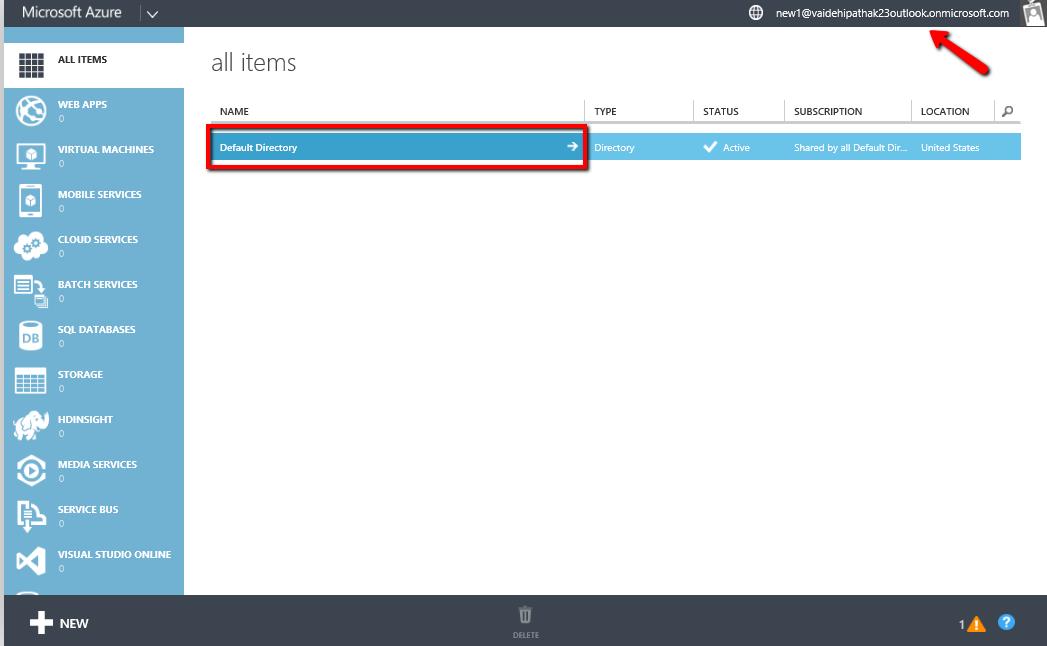 Microsoft Azure
new1@vaidehipathak23outlook.onmicrosoft.com
ALL ITEMS
WEB APPS
0
VIRTUAL MACHINES
0
MOBILE SERVICES
0
CLOUD SERVICES
0
BATCH SERVICES
0
SQL DATABASES
0
DB
STORAGE
0
HDINSIGHT
0
MEDIA SERVICES
0
SERVICE BUS
0
VISUAL STUDIO ONLINE
0
all items
NAME TYPE STATUS SUBSCRIPTION LOCATION
Default Directory Directory Active Shared by all Default Dir... United States
NEW
DELETE
1
?